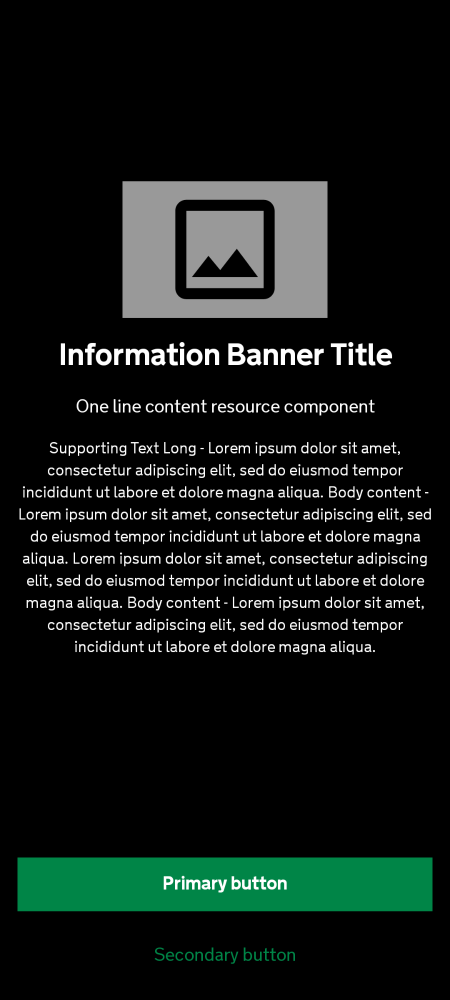 Information Banner Title
One line content resource component
Supporting Text Long - Lorem ipsum dolor sit amet,
consectetur adipiscing elit, sed do eiusmod tempor
incididunt ut labore et dolore magna aliqua. Body content -
Lorem ipsum dolor sit amet, consectetur adipiscing elit, sed
do eiusmod tempor incididunt ut labore et dolore magna
aliqua. Lorem ipsum dolor sit amet, consectetur adipiscing
elit, sed do eiusmod tempor incididunt ut labore et dolore
magna aliqua. Body content - Lorem ipsum dolor sit amet,
consectetur adipiscing elit, sed do eiusmod tempor
incididunt ut labore et dolore magna aliqua.
Primary button
Secondary button